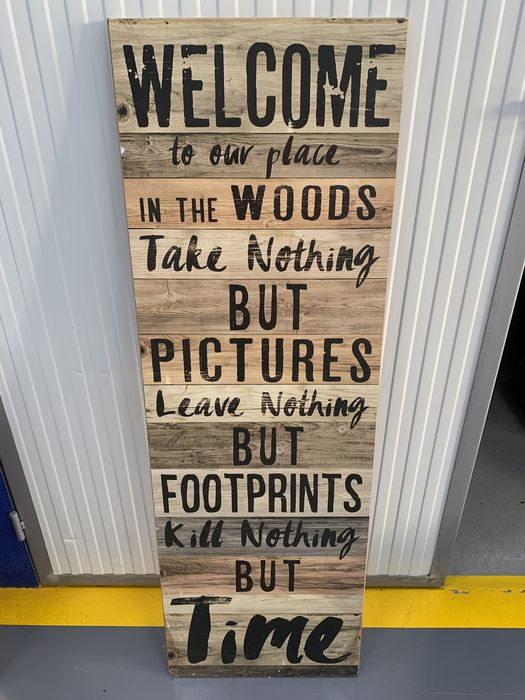 WELCOME
to our place
IN THE WOODS
Take Nothing
BUT
PICTURES
Leave Nothing
BUT
FOOTPRINTS
Kill Nothing
BUT
Time